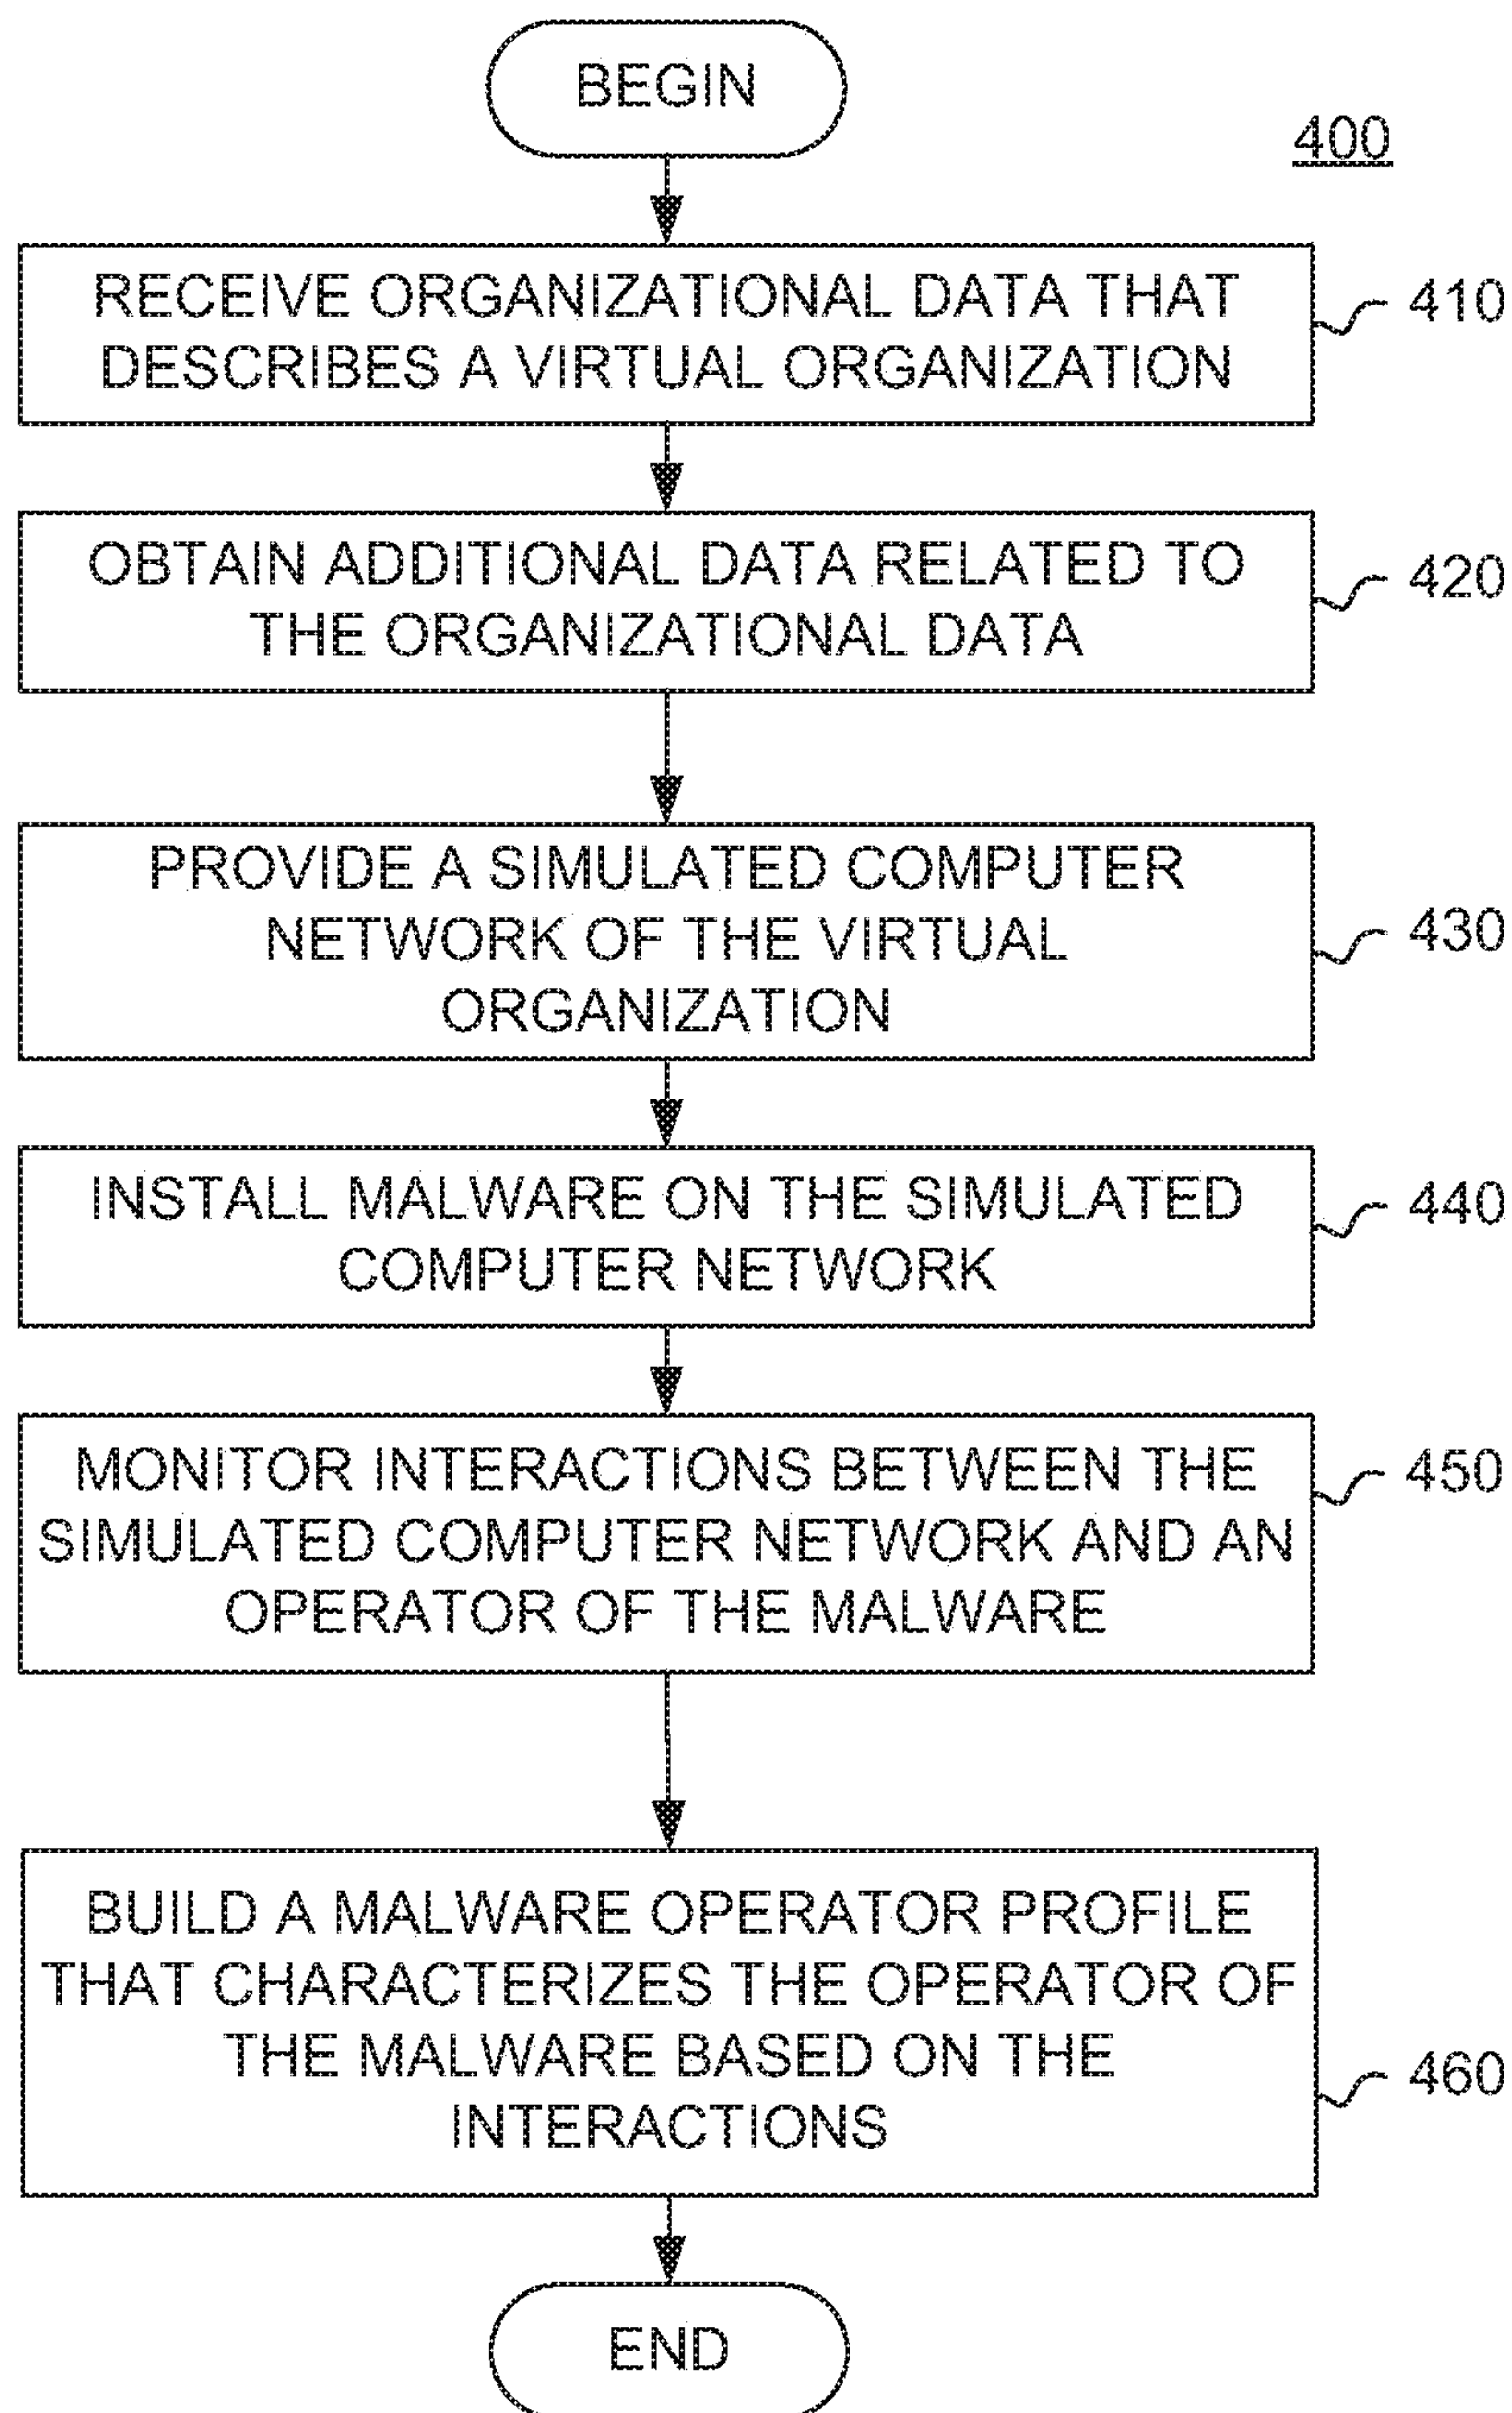 BEGIN
400
RECEIVE ORGANIZATIONAL DATA THAT
DESCRIBES A VIRTUAL ORGANIZATION
410
OBTAIN ADDITIONAL DATA RELATED TO
THE ORGANIZATIONAL DATA
420
PROVIDE A SIMULATED COMPUTER
NETWORK OF THE VIRTUAL
ORGANIZATION
430
INSTALL MALWARE ON THE SIMULATED
COMPUTER NETWORK
440
MONITOR INTERACTIONS BETWEEN THE
SIMULATED COMPUTER NETWORK AND AN
OPERATOR OF THE MALWARE
450
BUILD A MALWARE OPERATOR PROFILE
THAT CHARACTERIZES THE OPERATOR OF
THE MALWARE BASED ON THE
INTERACTIONS
460
END